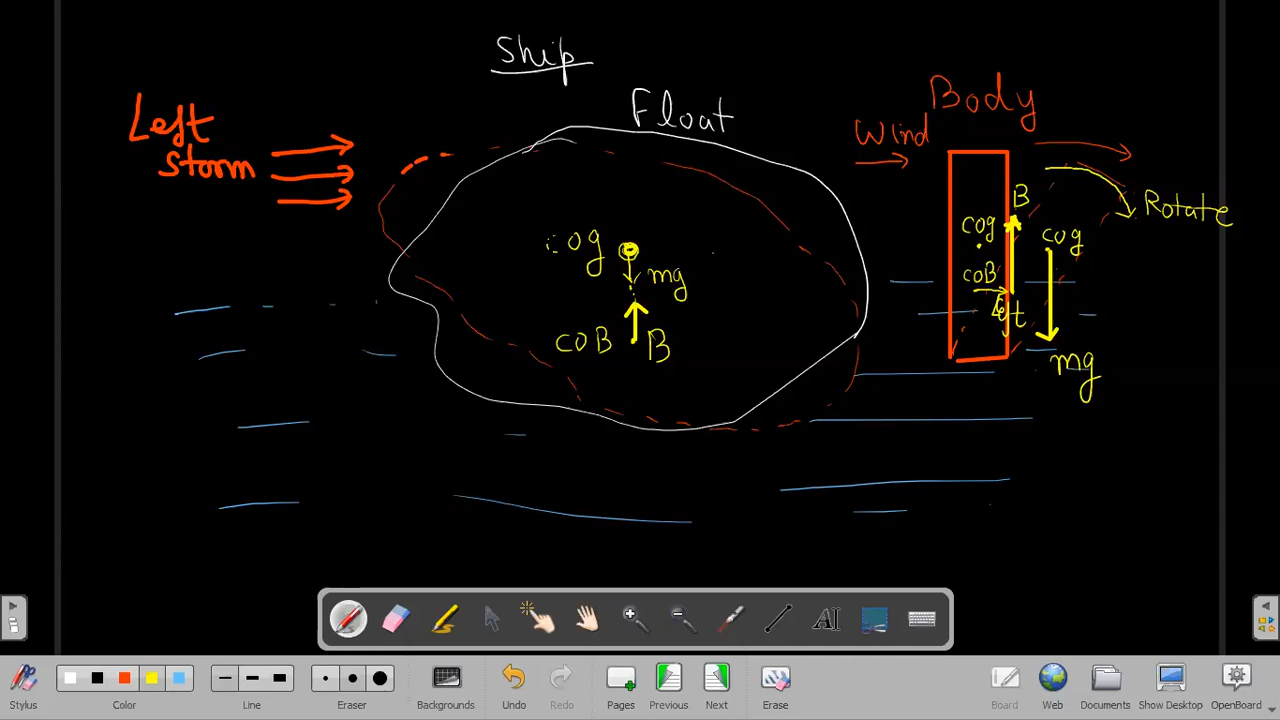 Ship
Float
Left
storm
Body
Wind
Rotate
B
cog
cog
coB
mg
cog
mg
coB
B
Stylus
Color
Line
Eraser
Backgrounds
Undo
Redo
Pages
Previous
Next
Erase
Board
Web
Documents
Show Desktop
OpenBoard
AI